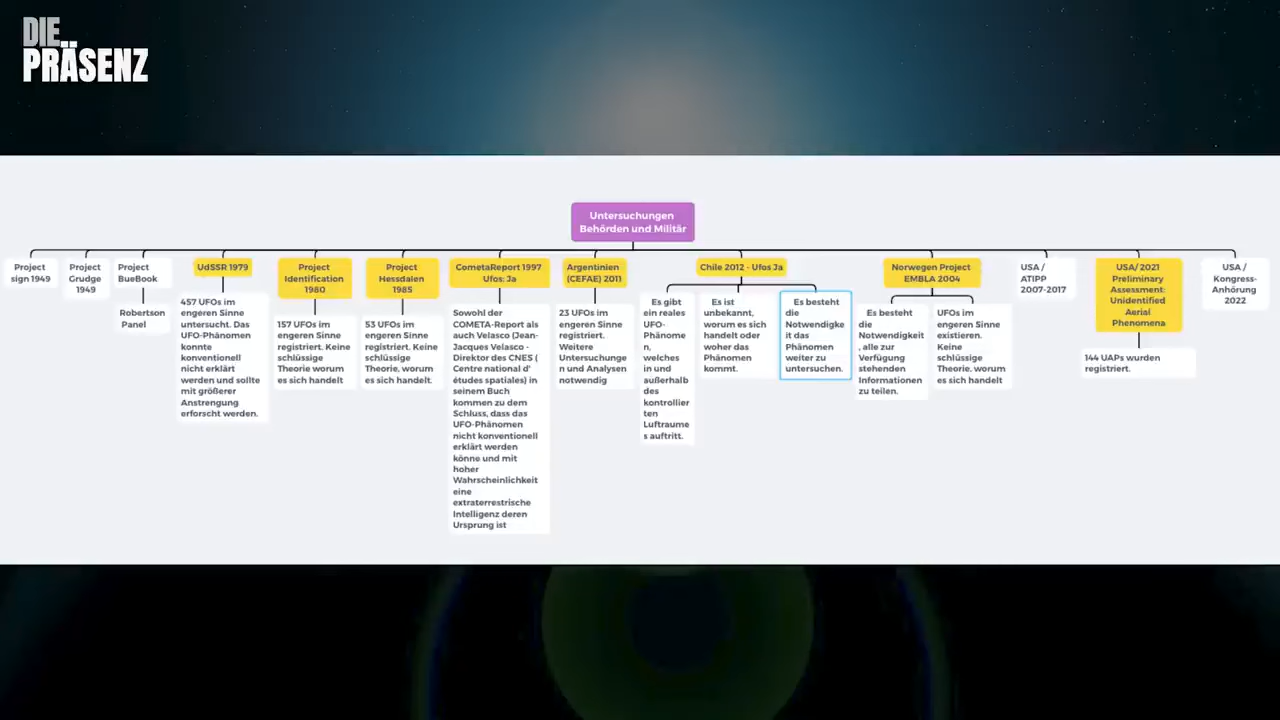 DIE
PRÄSENZ
Untersuchungen
Behörden und Militär
Project
sign 1949
Project
Grudge
1949
Project
BueBook
Robertson
Panel
UdSSR 1979
457 UFOs im
engeren Sinne
untersucht. Das
UFO-Phänomen
konnte
konventionell
nicht erklärt
werden und sollte
mit größerer
Anstrengung
erforscht werden.
Project
Identification
1980
157 UFOs im
engeren Sinne
registriert. Keine
schlüssige
Theorie worum
es sich handelt
Project
Hessdalen
1985
53 UFOs im
engeren Sinne
registriert. Keine
schlüssige
Theorie, worum
es sich handelt.
CometaReport 1997
Ufos: Ja
Sowohl der
COMETA-Report als
auch Velasco (Jean-
Jacques Velasco -
Direktor des CNES (
Centre national d'
études spatiales) in
seinem Buch
kommen zu dem
Schluss, dass das
UFO-Phänomen
nicht konventionell
erklärt werden
könne und mit
hoher
Wahrscheinlichkeit
eine
extraterrestrische
Intelligenz deren
Ursprung ist
Argentinien
(CEFAE) 2011
23 UFOs im
engeren Sinne
registriert.
Weitere
Untersuchunge
n und Analysen
notwendig
Chile 2012 - Ufos Ja
Es gibt
ein reales
UFO-
Phänome
n,
welches
in und
außerhalb
des
kontrollier
ten
Luftraume
s auftritt.
Es ist
unbekannt,
worum es sich
handelt oder
woher das
Phänomen
kommt.
Es besteht
die
Notwendigke
it das
Phänomen
weiter zu
untersuchen.
Norwegen Project
EMBLA 2004
Es besteht
die
Notwendigkeit
, alle zur
Verfügung
stehenden
Informationen
zu teilen.
UFOs im
engeren Sinne
existieren.
Keine
schlüssige
Theorie, worum
es sich handelt
USA /
ATIPP
2007-2017
USA/ 2021
Preliminary
Assessment:
Unidentified
Aerial
Phenomena
144 UAPs wurden
registriert.
USA /
Kongress-
Anhörung
2022